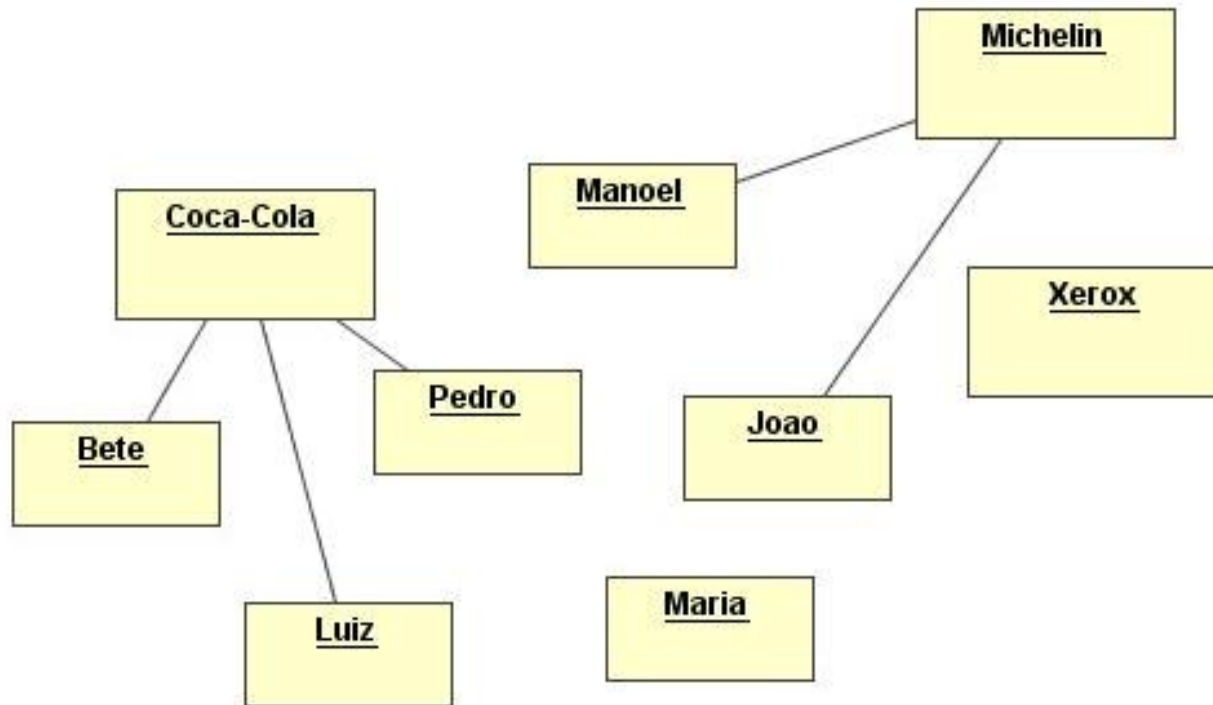 Michelin
Manoel
Coca-Cola
Xerox
Pedro
Joao
Bete
Maria
Luiz